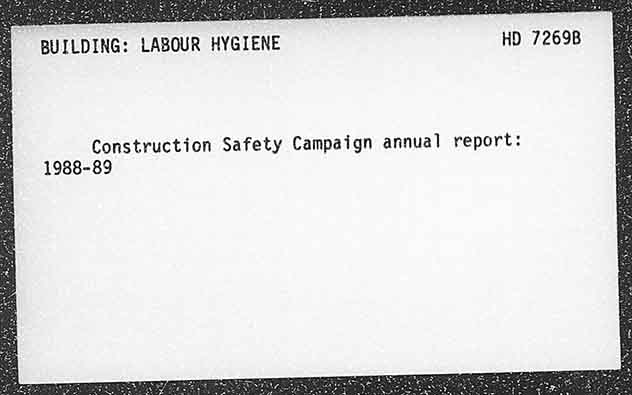 BUILDING: LABOUR HYGIENE HD 7269B
Construction Safety Campaign annual report:
1988-89